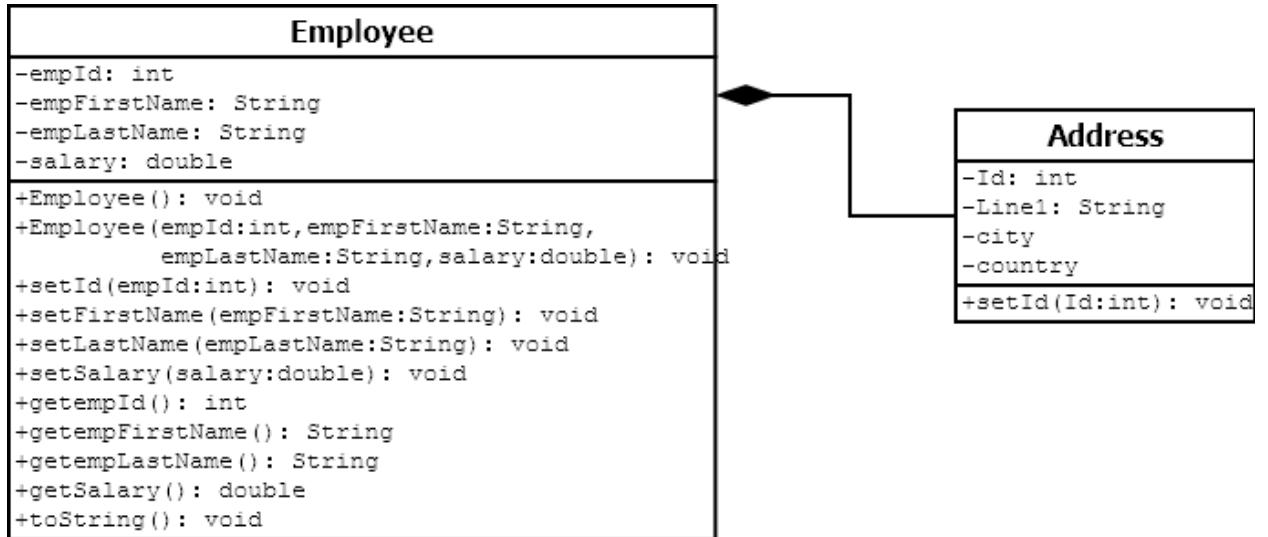 Employee
-empId: int
-empFirstName: String
-empLastName: String
-salary: double
+Employee(): void
+Employee(empId:int,empFirstName:String,
empLastName:String,salary:double): void
+setId(empId:int): void
+setFirstName(empFirstName:String): void
+setLastName(empLastName:String): void
+setSalary(salary:double): void
+getempId(): int
+getempFirstName(): String
+getempLastName(): String
+getSalary(): double
+toString(): void
Address
-Id: int
-Line1: String
-city
-country
+setId(Id:int): void